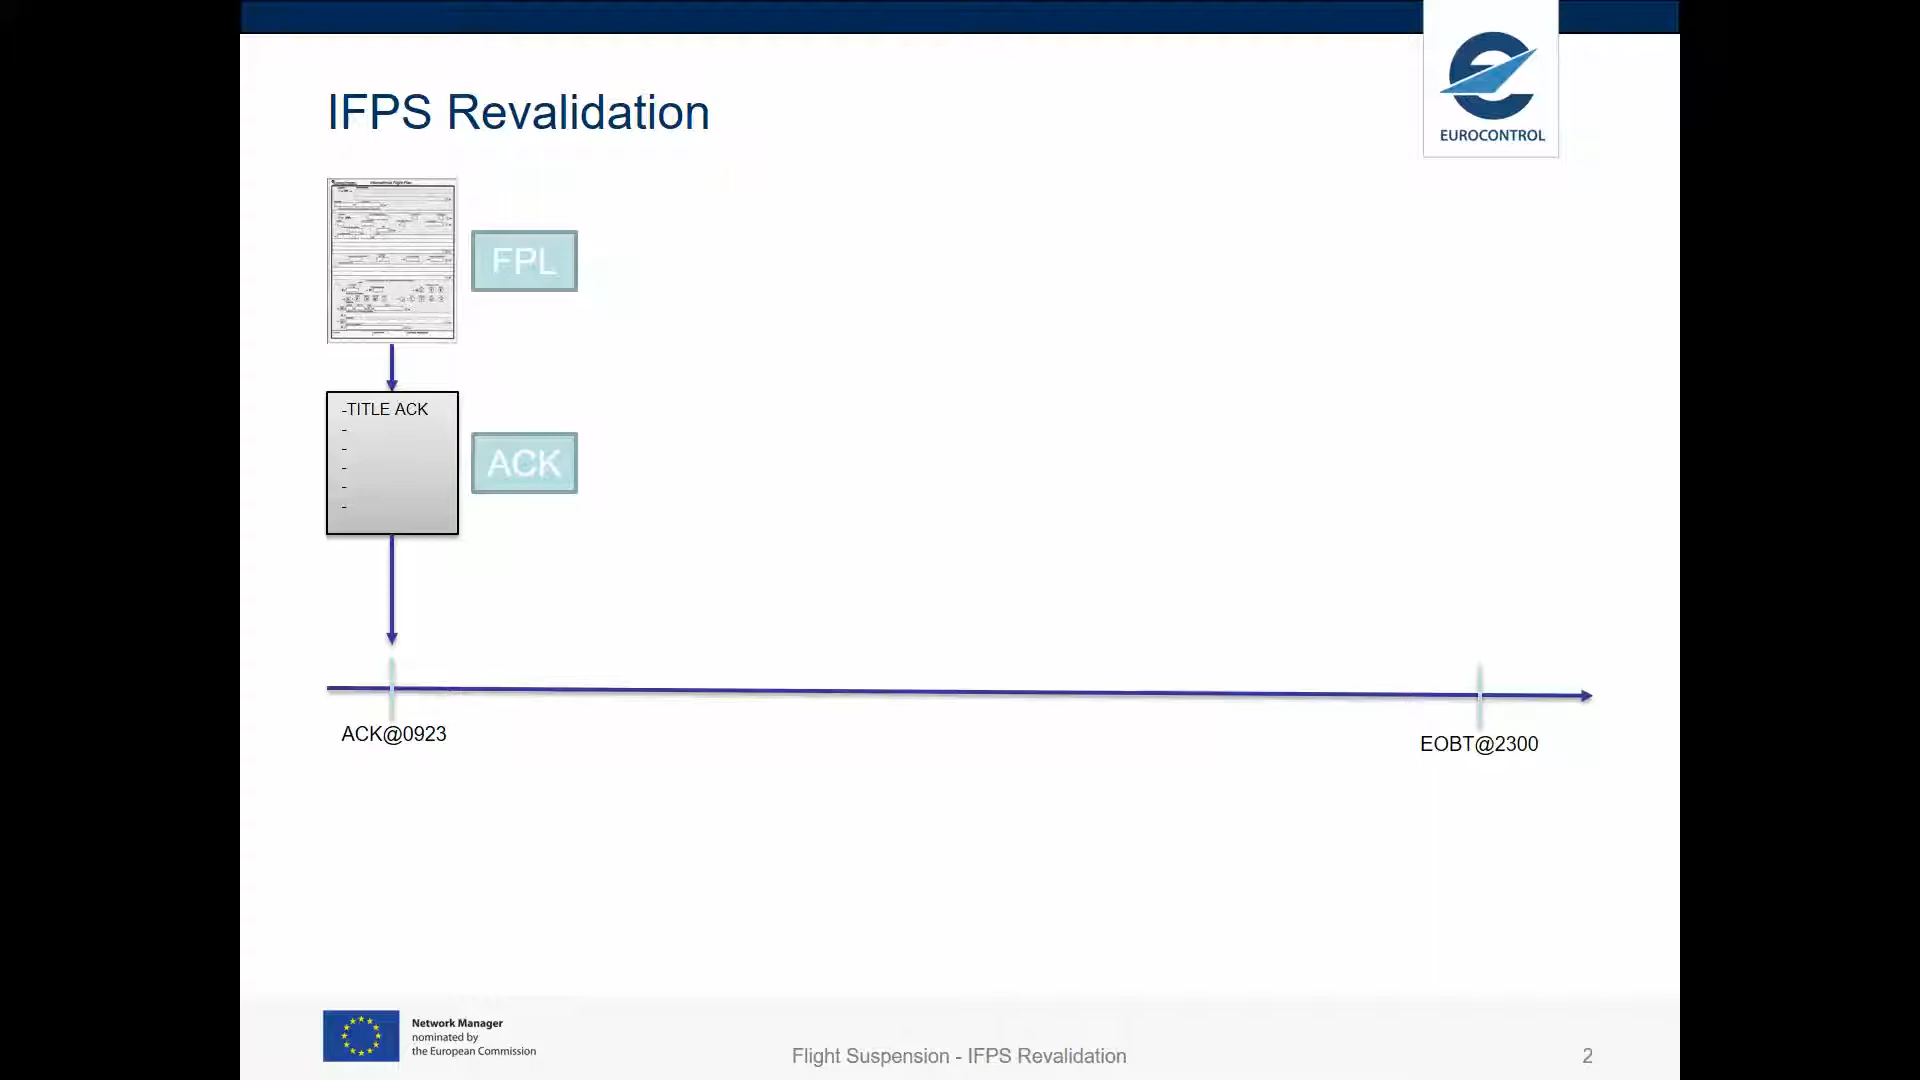 EUROCONTROL
IFPS Revalidation
FPL
-TITLE ACK
-
-
-
-
-
ACK
ACK@0923
EOBT@2300
Network Manager
nominated by
the European Commission
Flight Suspension - IFPS Revalidation
2